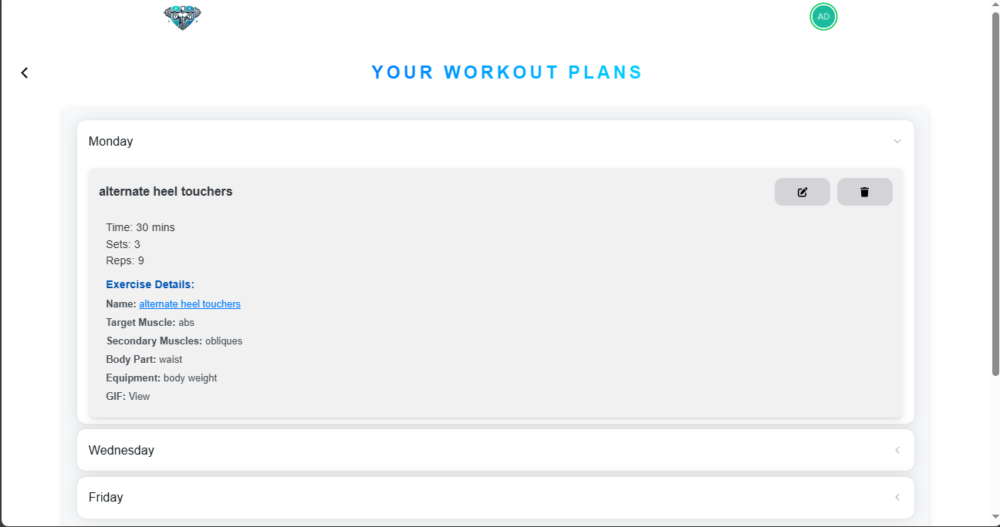 AD
YOUR WORKOUT PLANS
Monday
alternate heel touchers
Time: 30 mins
Sets: 3
Reps: 9
Exercise Details:
Name: alternate heel touchers
Target Muscle: abs
Secondary Muscles: obliques
Body Part: waist
Equipment: body weight
GIF: View
Wednesday
Friday